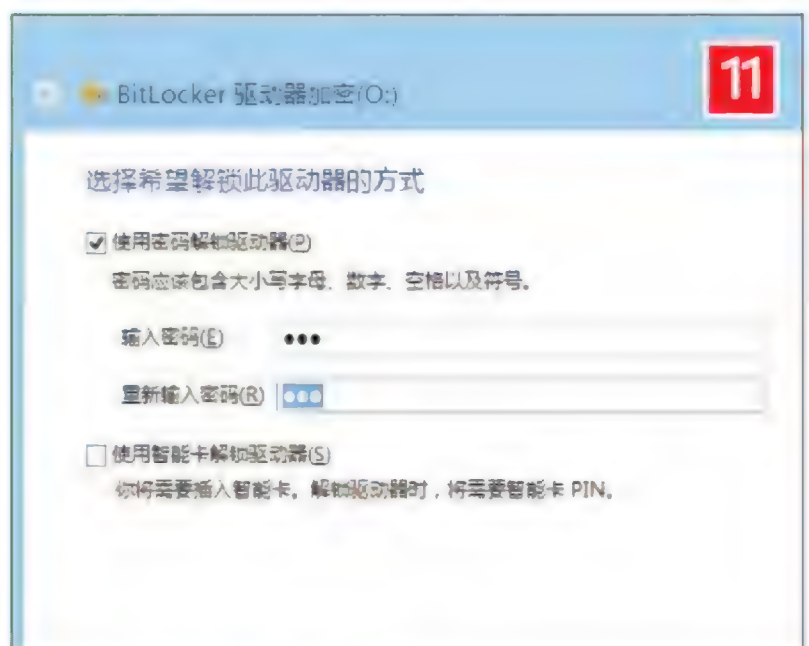 11
BitLocker 驱动器加密(O:)
选择希望解锁此驱动器的方式
使用密码解锁驱动器(P)
密码应该包含大小写字母、数字、空格以及符号。
输入密码(E) ●●●
重新输入密码(R) ●●●
使用智能卡解锁驱动器(S)
你将需要插入智能卡。解锁驱动器时，将需要智能卡 PIN。